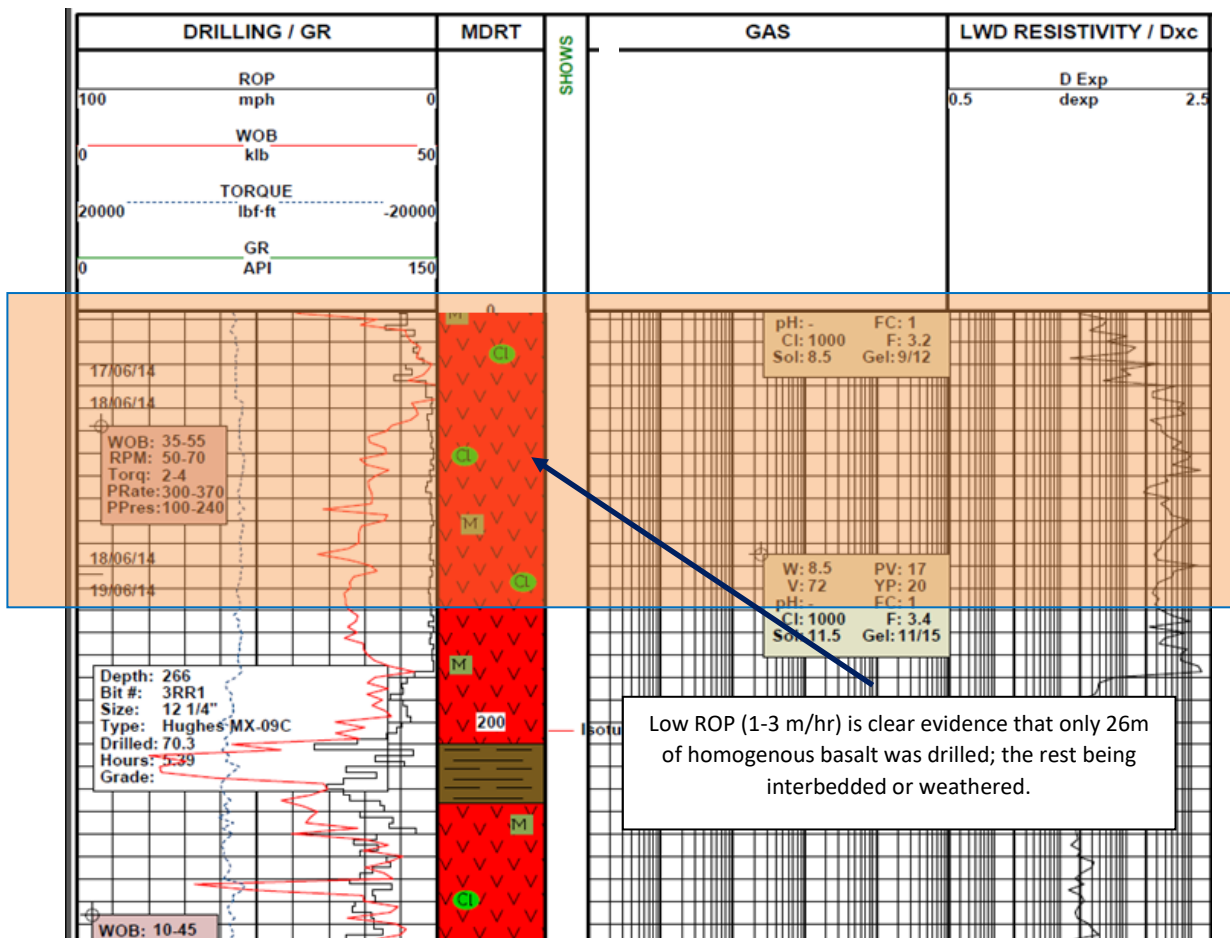 DRILLING / GR
MDRT
SHOWS
GAS
LWD RESISTIVITY / Dxc
ROP
100 mph 0
WOB
0 klb 50
TORQUE
20000 lbf·ft -20000
GR
0 API 150
D Exp
0.5 dexp 2.5
0
M
Cl
17/06/14
18/06/14
WOB: 35-55
RPM: 50-70
Torq: 2-4
PRate:300-370
PPres:100-240
Cl
M
18/06/14
19/06/14
Cl
pH: - FC: 1
Cl: 1000 F: 3.2
Sol: 8.5 Gel: 9/12
W: 8.5 PV: 17
V: 72 YP: 20
pH: - FC: 1
Cl: 1000 F: 3.4
Sol: 11.5 Gel: 11/15
M
Depth: 266
Bit #: 3RR1
Size: 12 1/4"
Type: Hughes MX-09C
Drilled: 70.3
Hours: 5.39
Grade:
200
Isotu
Low ROP (1-3 m/hr) is clear evidence that only 26m
of homogenous basalt was drilled; the rest being
interbedded or weathered.
M
Cl
WOB: 10-45